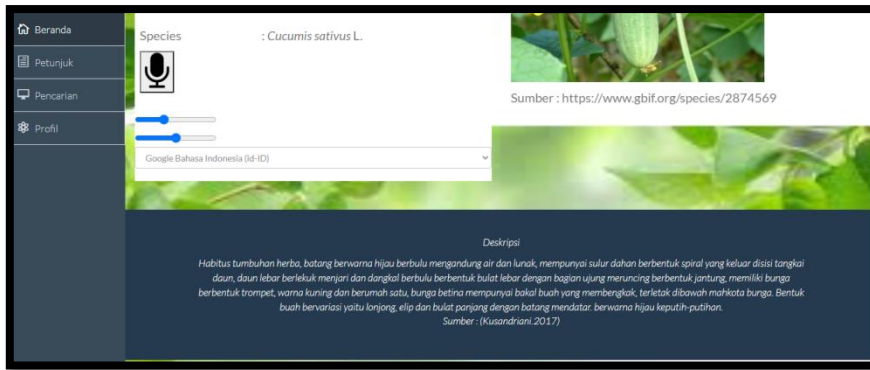 Beranda
Petunjuk
Pencarian
Profil
Species : Cucumis sativus L.
Google Bahasa Indonesia (id-ID)
Sumber : https://www.gbif.org/species/2874569
Deskripsi
Habitus tumbuhan herba, batang berwarna hijau berbulu mengandung air dan lunak, mempunyai sulur dahan berbentuk spiral yang keluar disisi tangkai
daun, daun lebar berlekuk menjari dan dangkal berbulu berbentuk bulat lebar dengan bagian ujung meruncing berbentuk jantung, memiliki bunga
berbentuk trompet, warna kuning dan berumah satu, bunga betina mempunyai bakal buah yang membengkak, terletak dibawah mahkota bunga. Bentuk
buah bervariasi yaitu lonjong, elip dan bulat panjang dengan batang mendatar. berwarna hijau keputih-putihan.
Sumber : (Kusandriani.2017)